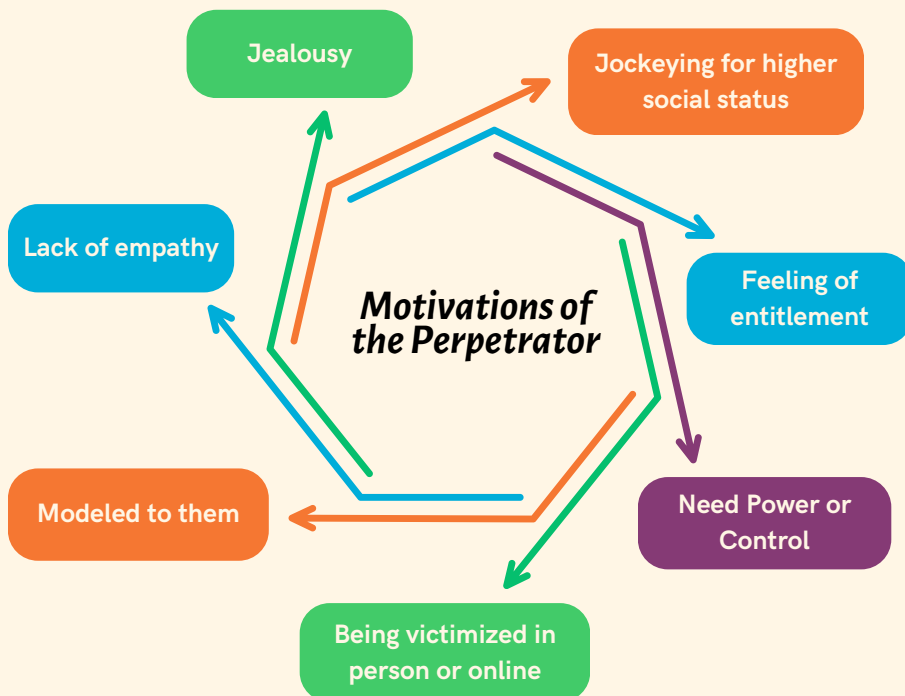 Jealousy
Jockeying for higher
social status
Lack of empathy
Feeling of
entitlement
Motivations of
the Perpetrator
Modeled to them
Need Power or
Control
Being victimized in
person or online